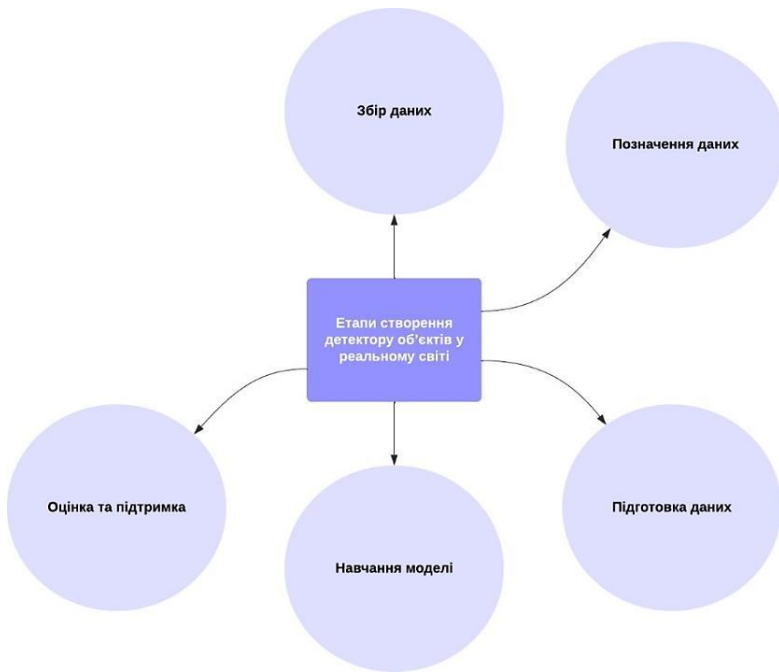 Збір даних
Позначення даних
Етапи створення
детектору об'єктів у
реальному світі
Оцінка та підтримка
Підготовка даних
Навчання моделі